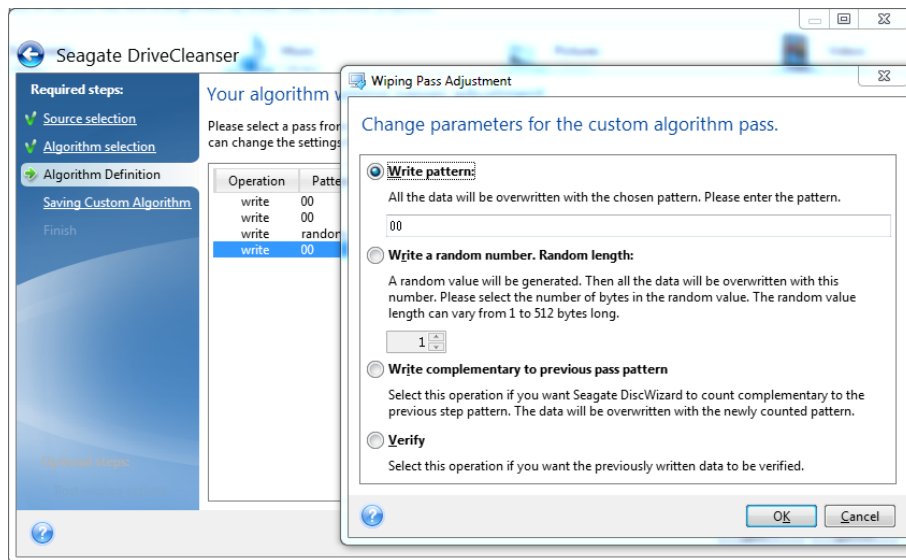 Seagate DriveCleanser
Required steps:
Source selection
Algorithm selection
Algorithm Definition
Saving Custom Algorithm
Finish
Your algorithm
Please select a pass from
can change the settings
Operation
write 00
write 00
write random
write 00
Wiping Pass Adjustment
Change parameters for the custom algorithm pass.
Write pattern:
All the data will be overwritten with the chosen pattern. Please enter the pattern.
00
Write a random number. Random length:
A random value will be generated. Then all the data will be overwritten with this
number. Please select the number of bytes in the random value. The random value
length can vary from 1 to 512 bytes long.
1
Write complementary to previous pass pattern
Select this operation if you want Seagate DiscWizard to count complementary to the
previous step pattern. The data will be overwritten with the newly counted pattern.
Verify
Select this operation if you want the previously written data to be verified.
OK
Cancel